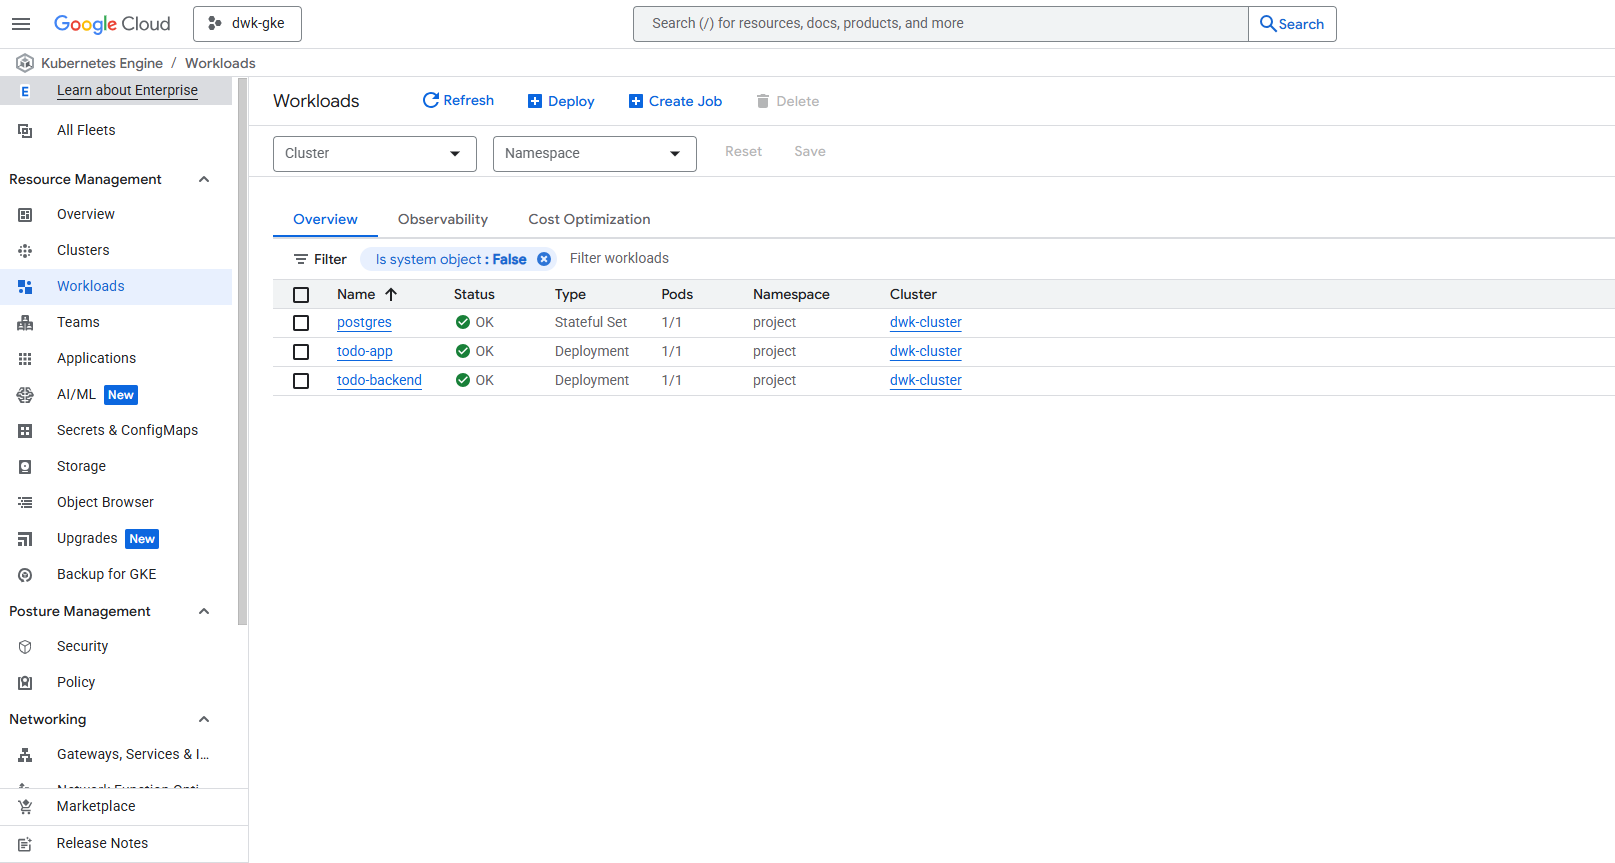 Google Cloud
dwk-gke
Search (/) for resources, docs, products, and more
Search
Kubernetes Engine / Workloads
E Learn about Enterprise
All Fleets
Resource Management
Overview
Clusters
Workloads
Teams
Applications
AI/ML New
Secrets & ConfigMaps
Storage
Object Browser
Upgrades New
Backup for GKE
Posture Management
Security
Policy
Networking
Gateways, Services & I...
Marketplace
Release Notes
Workloads
Refresh
Deploy
Create Job
Delete
Cluster
Namespace
Reset
Save
Overview
Observability
Cost Optimization
Filter
Is system object : False
Filter workloads
Name Status Type Pods Namespace Cluster
postgres OK Stateful Set 1/1 project dwk-cluster
todo-app OK Deployment 1/1 project dwk-cluster
todo-backend OK Deployment 1/1 project dwk-cluster